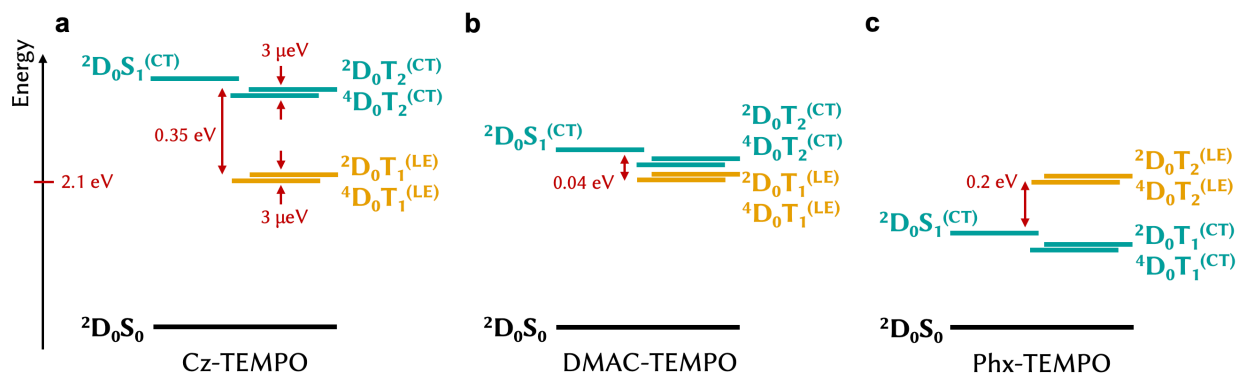 a
b
c
Energy
2.1 eV
²D₀S₁⁽ᶜᵀ⁾
3 μeV
²D₀T₂⁽ᶜᵀ⁾
⁴D₀T₂⁽ᶜᵀ⁾
0.35 eV
²D₀T₁⁽ᴸᴱ⁾
⁴D₀T₁⁽ᴸᴱ⁾
3 μeV
²D₀S₀
Cz-TEMPO
²D₀S₁⁽ᶜᵀ⁾
²D₀T₂⁽ᶜᵀ⁾
⁴D₀T₂⁽ᶜᵀ⁾
0.04 eV
²D₀T₁⁽ᴸᴱ⁾
⁴D₀T₁⁽ᴸᴱ⁾
²D₀S₀
DMAC-TEMPO
²D₀T₂⁽ᴸᴱ⁾
⁴D₀T₂⁽ᴸᴱ⁾
0.2 eV
²D₀S₁⁽ᶜᵀ⁾
²D₀T₁⁽ᶜᵀ⁾
⁴D₀T₁⁽ᶜᵀ⁾
²D₀S₀
Phx-TEMPO